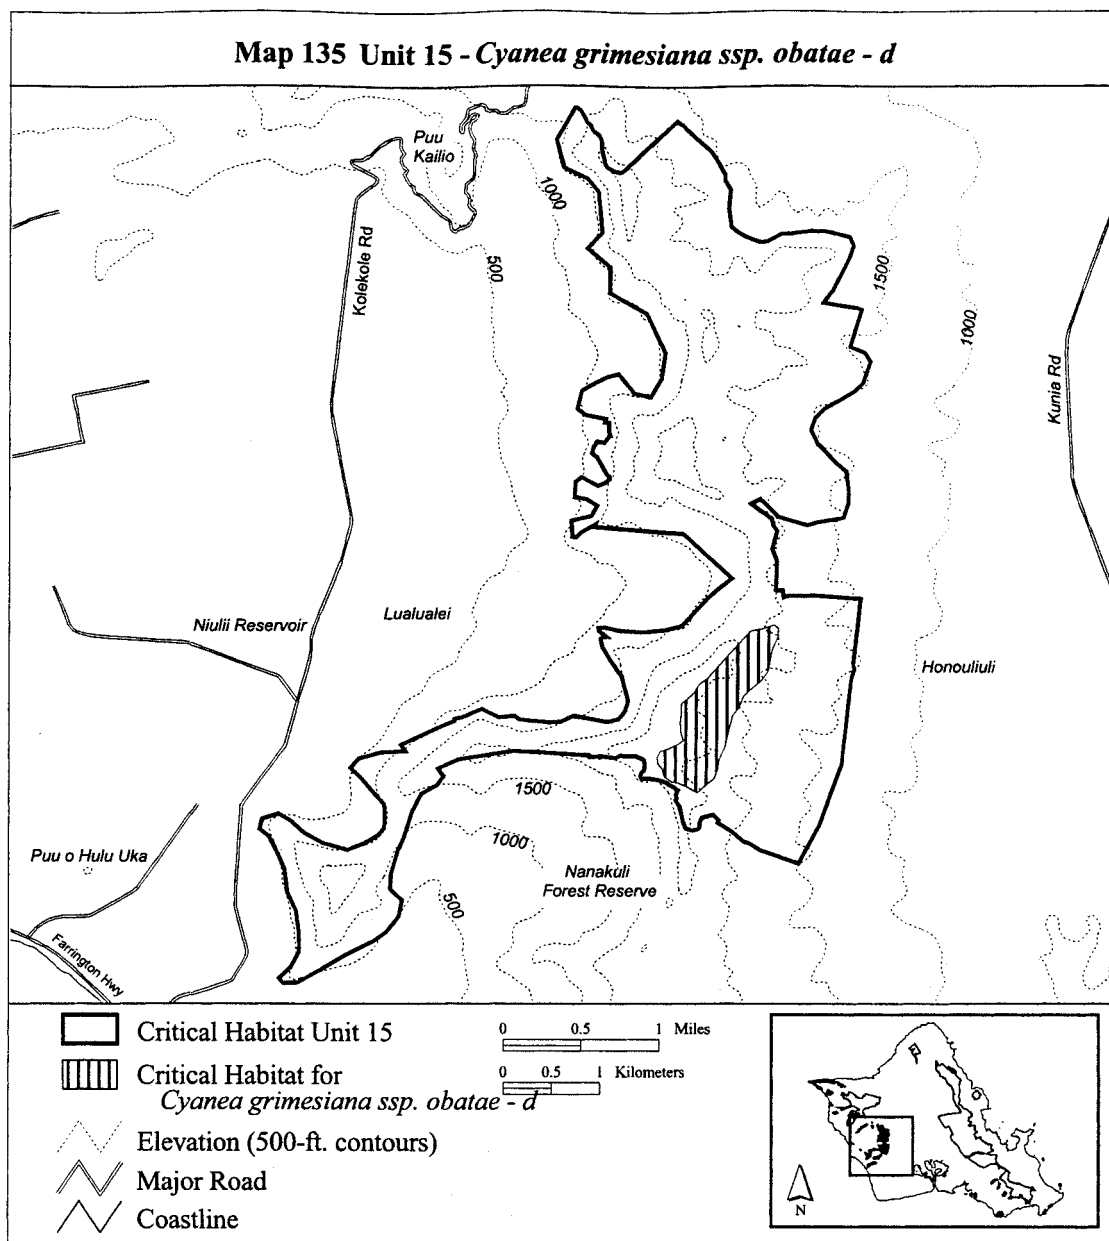 Map 135 Unit 15 - Cyanea grimesiana ssp. obatae - d
Puu
Kailio
1000
500
Kolekole Rd
1500
1000
Kunia Rd
Niulii Reservoir
Lualualei
Honouliuli
1500
1000
Puu o Hulu Uka
Nanakuli
Forest Reserve
500
Farrington Hwy
Critical Habitat Unit 15
0 0.5 1 Miles
Critical Habitat for
Cyanea grimesiana ssp. obatae - d
0 0.5 1 Kilometers
Elevation (500-ft. contours)
Major Road
Coastline
N